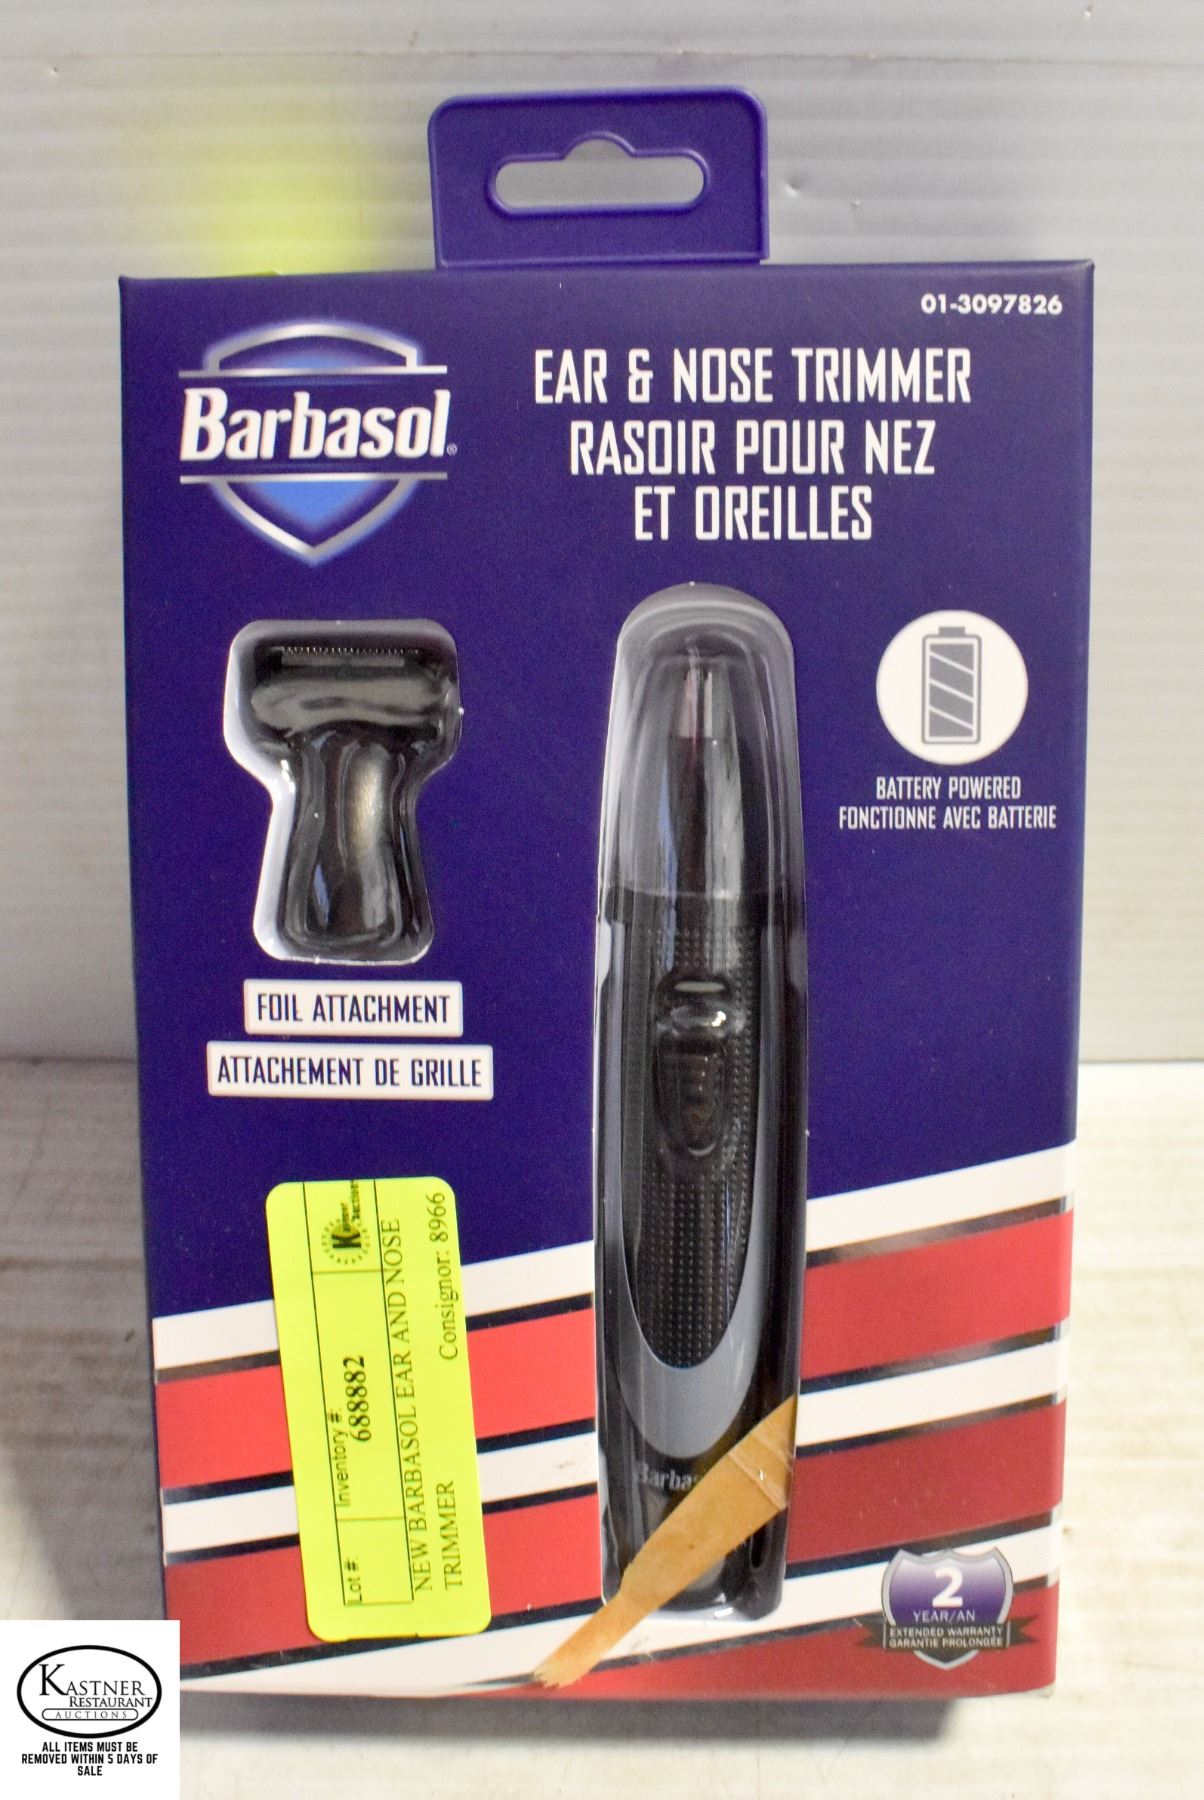 01-3097826
Barbasol®
EAR & NOSE TRIMMER
RASOIR POUR NEZ
ET OREILLES
BATTERY POWERED
FONCTIONNE AVEC BATTERIE
FOIL ATTACHMENT
ATTACHEMENT DE GRILLE
Lot #:
Inventory #:
688882
NEW BARBASOL EAR AND NOSE
TRIMMER
Consignor: 8966
Barbas
2
YEAR/AN
EXTENDED WARRANTY
GARANTIE PROLONGÉE
KASTNER
RESTAURANT
AUCTIONS
ALL ITEMS MUST BE
REMOVED WITHIN 5 DAYS OF
SALE